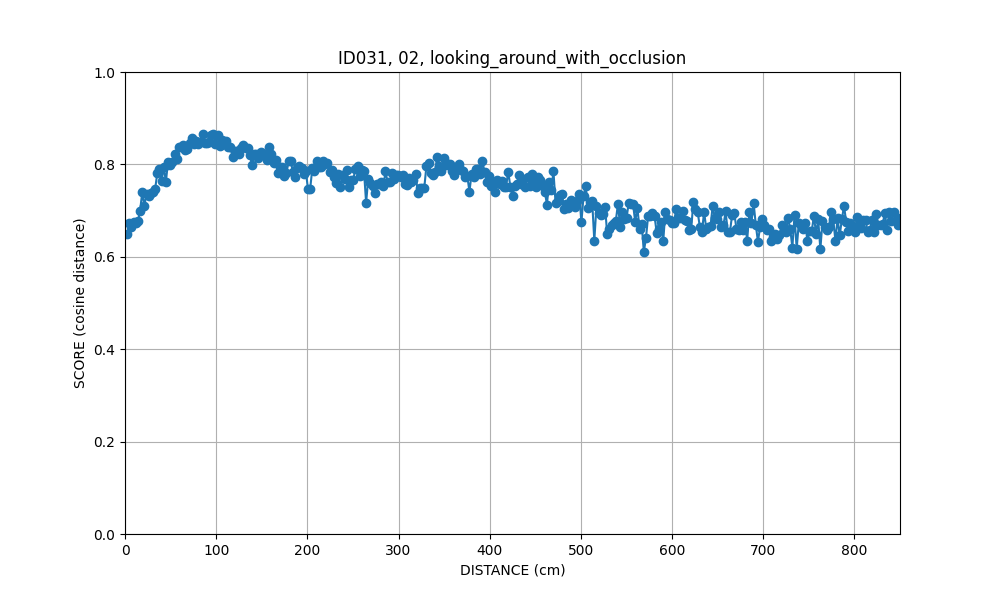 ID031, 02, looking_around_with_occlusion
1.0
0.8
0.6
0.4
0.2
0.0
SCORE (cosine distance)
0 100 200 300 400 500 600 700 800
DISTANCE (cm)